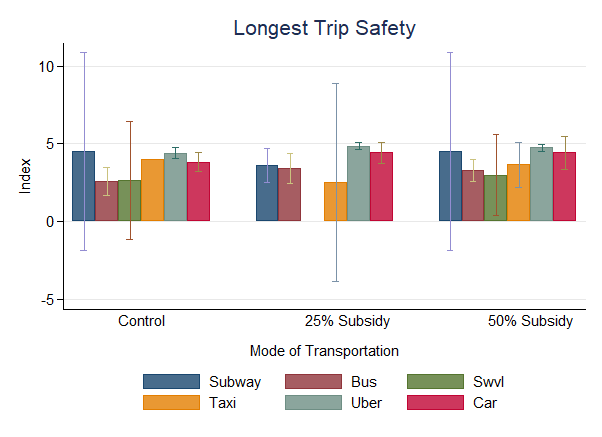 Longest Trip Safety
10
5
0
-5
Index
Control 25% Subsidy 50% Subsidy
Mode of Transportation
Subway Bus Swvl
Taxi Uber Car